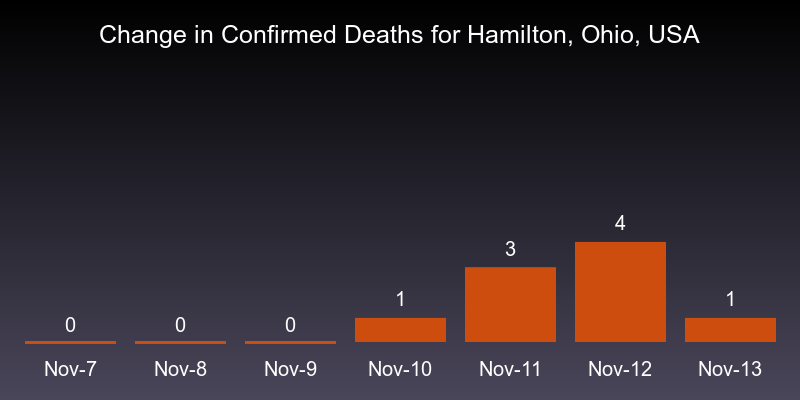 Change in Confirmed Deaths for Hamilton, Ohio, USA
4
3
1 1
0 0 0
Nov-7 Nov-8 Nov-9 Nov-10 Nov-11 Nov-12 Nov-13